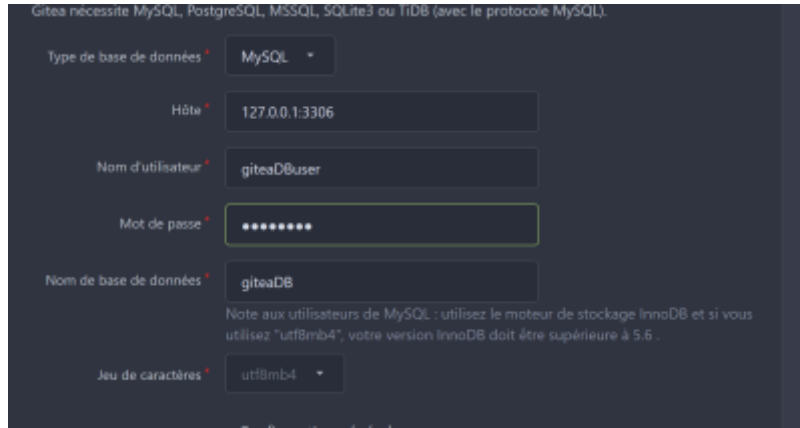 Gitea nécessite MySQL, PostgreSQL, MSSQL, SQLite3 ou TiDB (avec le protocole MySQL).
Type de base de données * MySQL
Hôte * 127.0.0.1:3306
Nom d'utilisateur * giteaDBuser
Mot de passe * ••••••••
Nom de base de données * giteaDB
Note aux utilisateurs de MySQL : utilisez le moteur de stockage InnoDB et si vous
utilisez "utf8mb4", votre version InnoDB doit être supérieure à 5.6 .
Jeu de caractères * utf8mb4